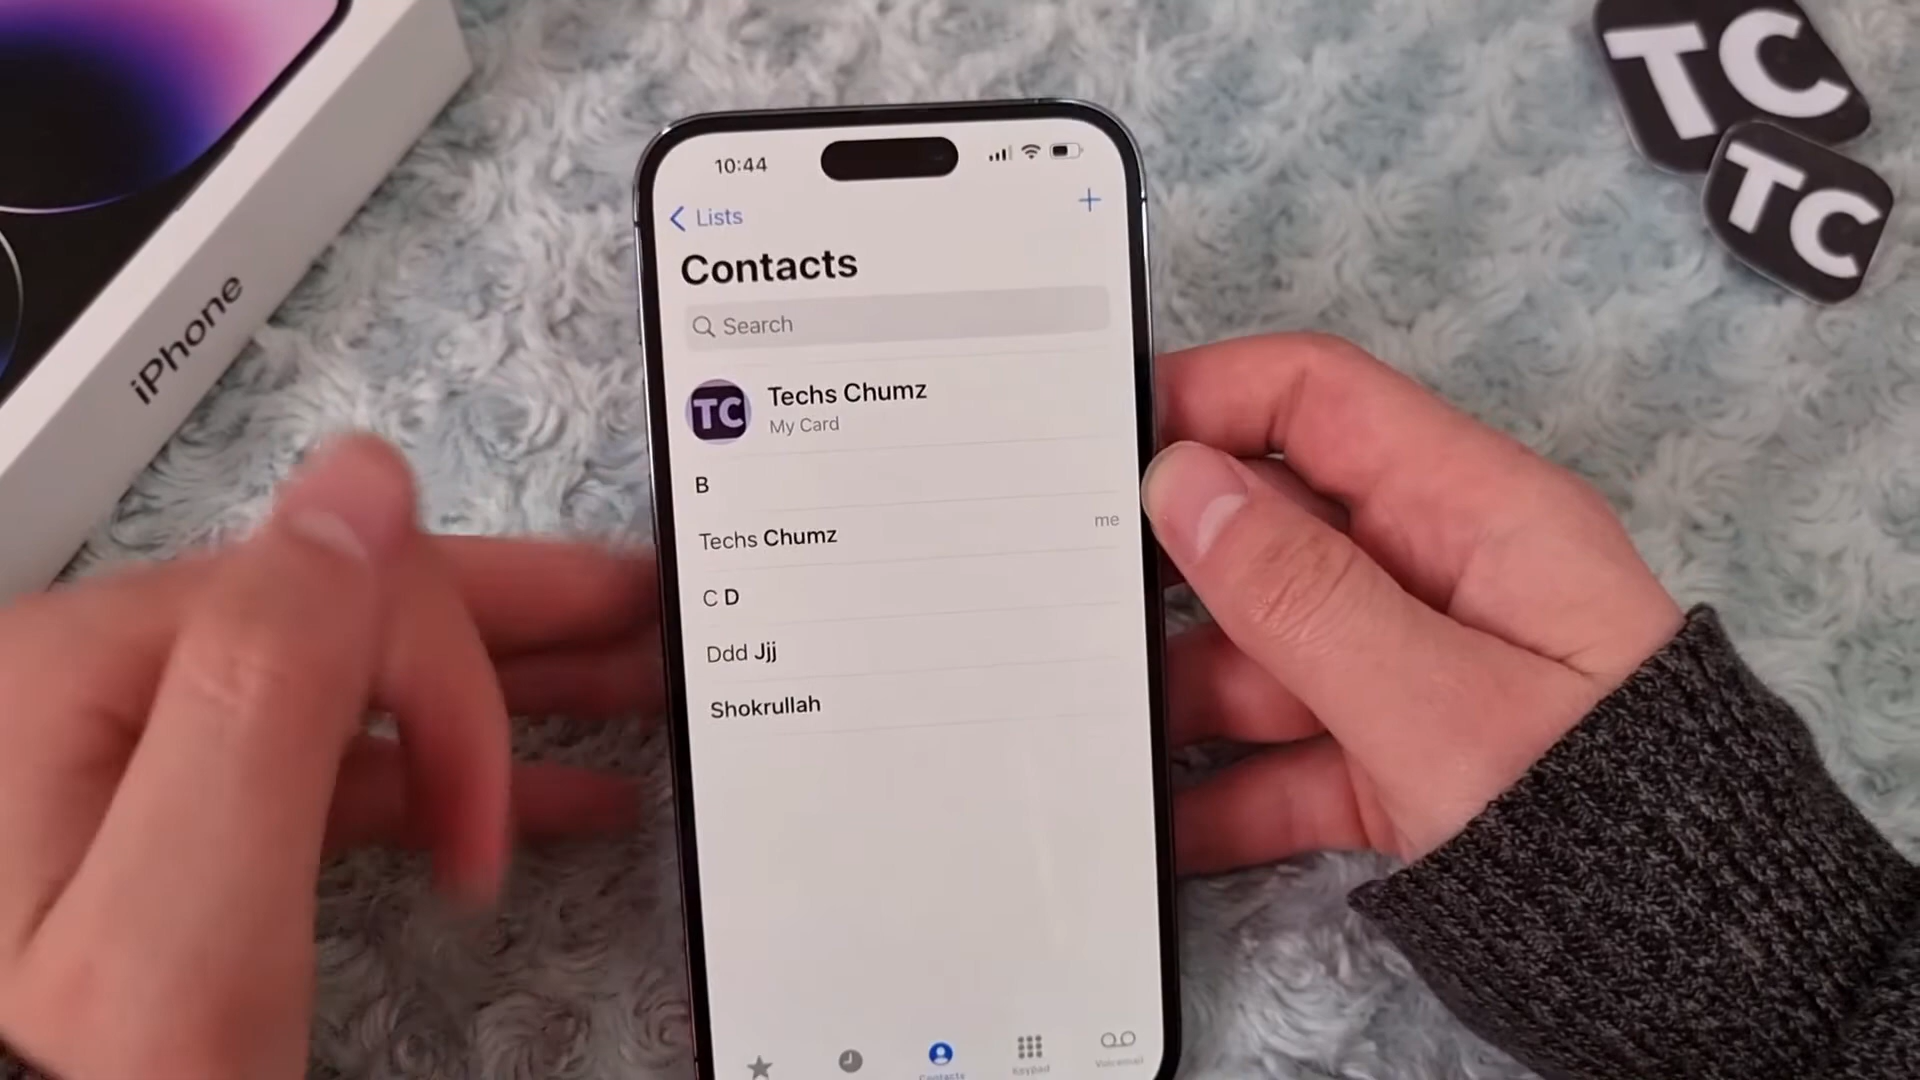 iPhone
TC
TC
10:44
Lists
Contacts
Search
TC
Techs Chumz
My Card
B
Techs Chumz
me
C D
Ddd Jjj
Shokrullah
Contacts
Keypad
Voicemail